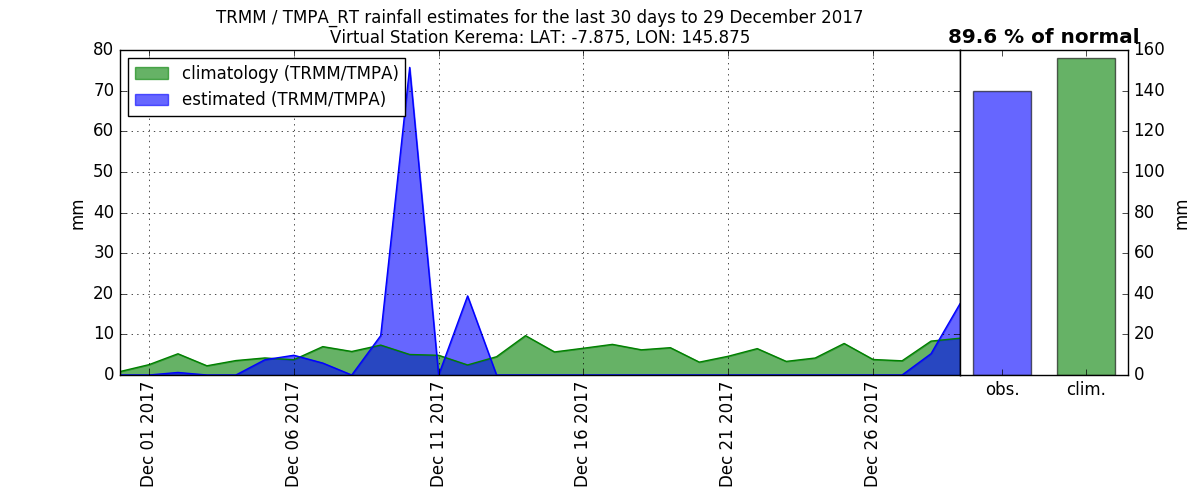 TRMM / TMPA_RT rainfall estimates for the last 30 days to 29 December 2017
Virtual Station Kerema: LAT: -7.875, LON: 145.875
89.6 % of normal
climatology (TRMM/TMPA)
estimated (TRMM/TMPA)
80
70
60
50
40
30
20
10
0
mm
Dec 01 2017
Dec 06 2017
Dec 11 2017
Dec 16 2017
Dec 21 2017
Dec 26 2017
obs.
clim.
160
140
120
100
80
60
40
20
0
mm